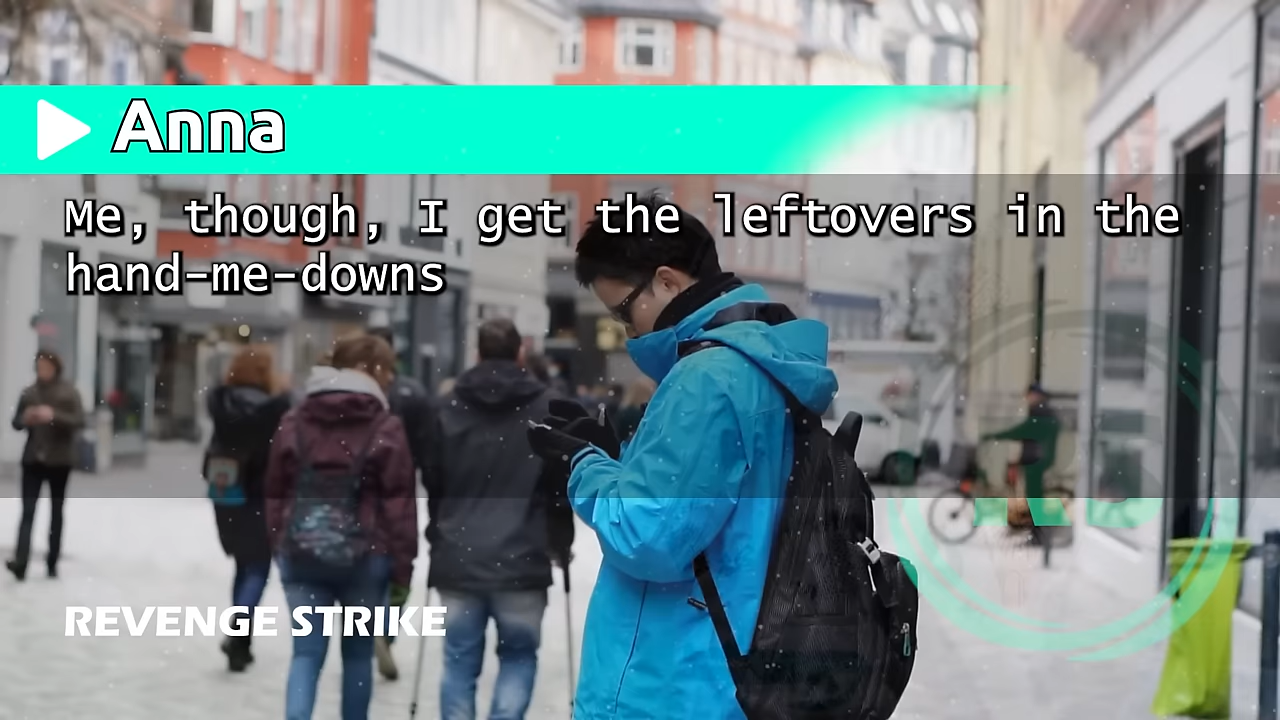 Anna
Me, though, I get the leftovers in the
hand-me-downs
REVENGE STRIKE